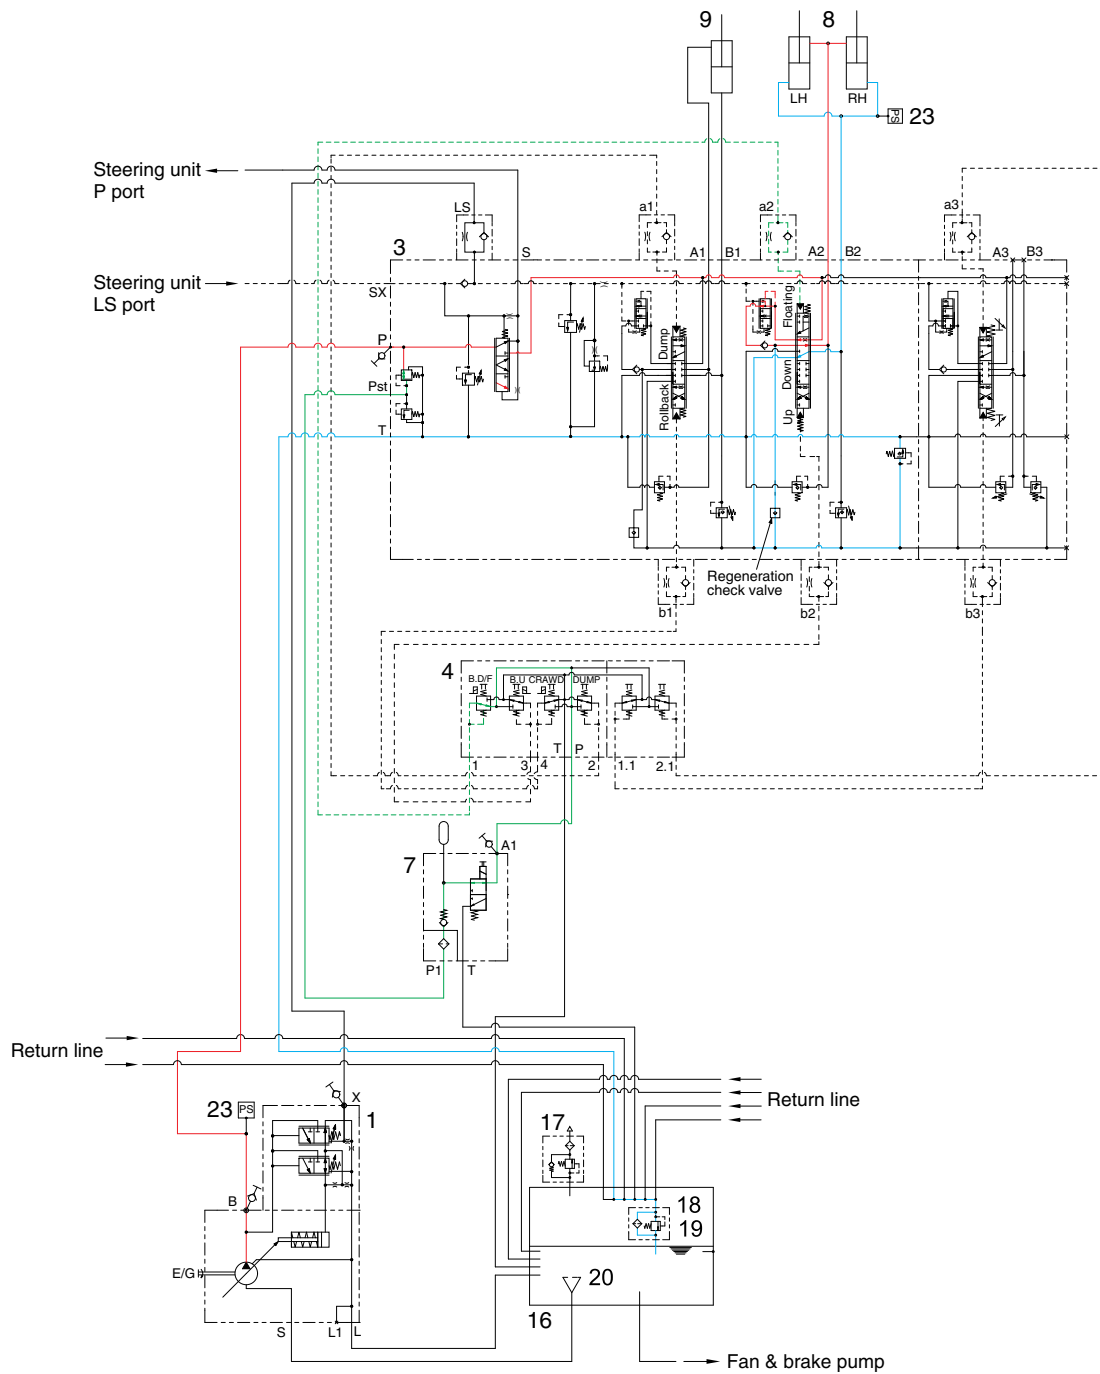 9
8
LH
RH
PS
23
Steering unit
P port
LS
a1
a2
a3
3
S
A1
B1
A2
B2
A3
B3
Steering unit
LS port
SX
P
Pst
T
Dump
Rollback
Floating
Down
Up
Regeneration
check valve
b1
b2
b3
4
B.D/F
B.U
CRAWD
DUMP
T
P
1
3
4
2
1.1
2.1
7
A1
P1
T
Return line
23
PS
X
1
B
E/G
S
L1
L
Return line
17
18
19
20
16
Fan & brake pump